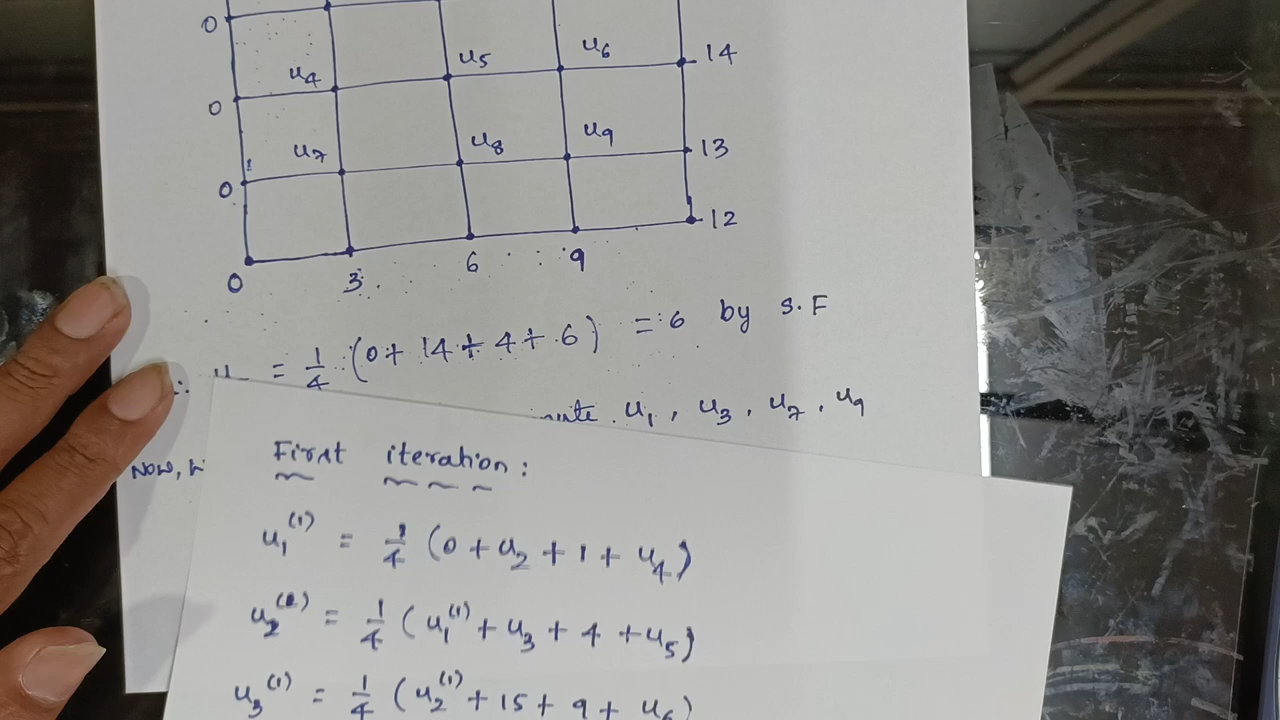 0
u5 u6 14
u4
0
u8 u9 13
u7
0
12
0 3 6 9
= 1/4 (0 + 14 + 4 + 6) = 6 by S.F
u1, u3, u7, u9
Now,
First iteration:
u1^(1) = 1/4 (0 + u2 + 1 + u4)
u2^(1) = 1/4 (u1^(1) + u3 + 4 + u5)
u3^(1) = 1/4 (u2^(1) + 15 + 9 + u6)